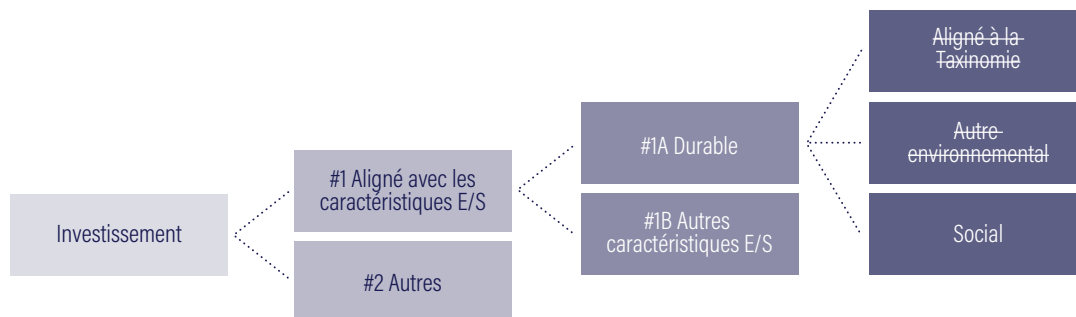 Investissement
#1 Aligné avec les
caractéristiques E/S
#2 Autres
#1A Durable
#1B Autres
caractéristiques E/S
Aligné à la
Taxinomie
Autre
environnemental
Social